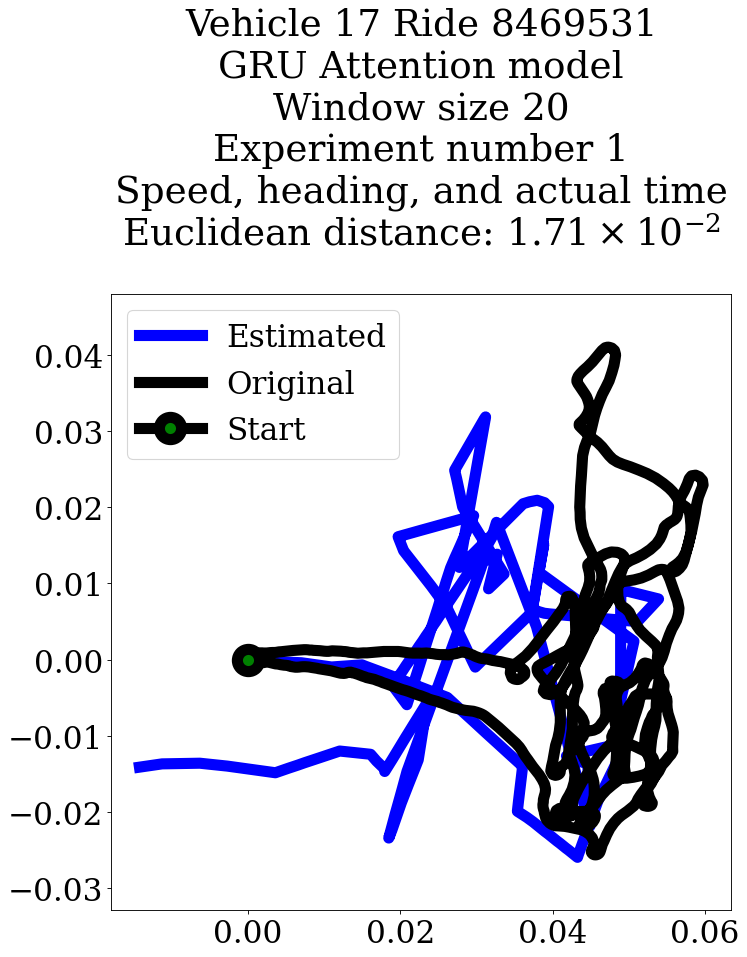 Vehicle 17 Ride 8469531
GRU Attention model
Window size 20
Experiment number 1
Speed, heading, and actual time
Euclidean distance: 1.71 × 10⁻²
Estimated
Original
Start
0.04
0.03
0.02
0.01
0.00
−0.01
−0.02
−0.03
0.00 0.02 0.04 0.06